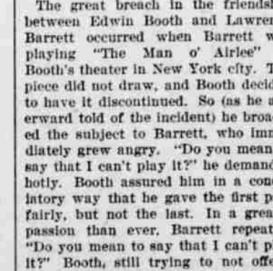 The great breach in the friends
between Edwin Booth and Lawre
Barrett occurred when Barrett w
playing "The Man o' Airlee"
Booth's theater in New York city. T
piece did not draw, and Booth decid
to have it discontinued. So (as he a
erward told of the incident) he broa
ed the subject to Barrett, who imm
diately grew angry. "Do you mean
say that I can't play it?" he demand
hotly. Booth assured him in a con
iatory way that he gave the first p
fairly, but not the last. In a grea
passion than ever, Barrett repeat
"Do you mean to say that I can't p
it?" Booth, still trying to not offe